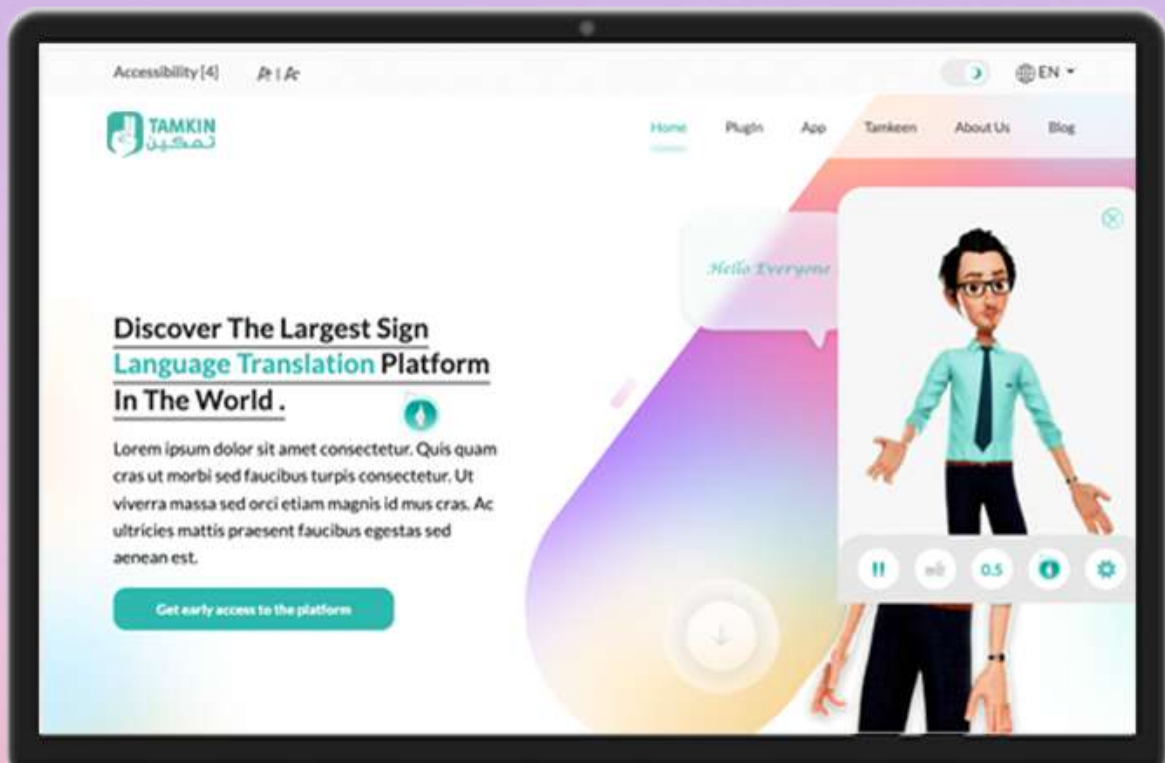 Accessibility [4]
EN
TAMKIN
تمكين
Home PlugIn App Tamkeen About Us Blog
Hello Everyone
Discover The Largest Sign
Language Translation Platform
In The World .
Lorem ipsum dolor sit amet consectetur. Quis quam
cras ut morbi sed faucibus turpis consectetur. Ut
viverra massa sed orci etiam magnis id mus cras. Ac
ultricies mattis praesent faucibus egestas sed
aenean est.
Get early access to the platform
0.5